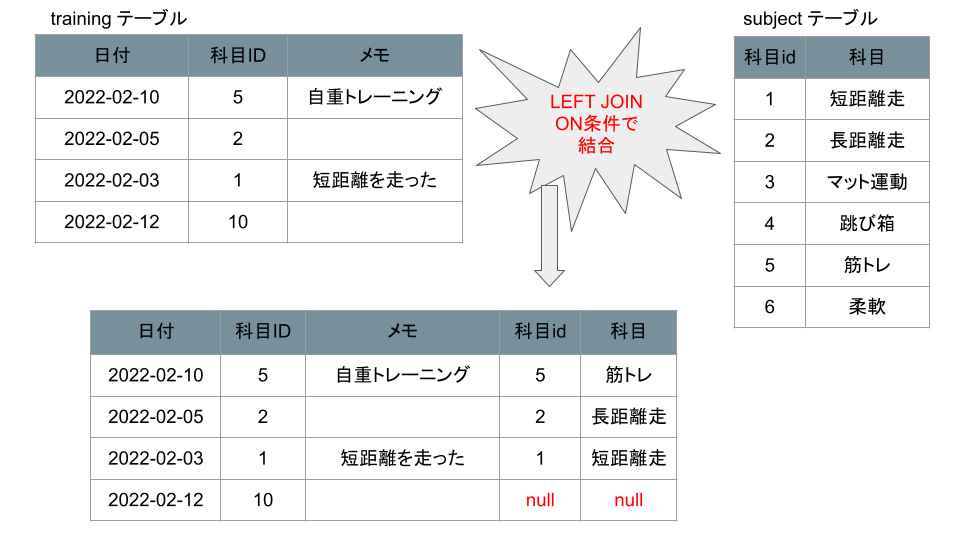 training テーブル
日付 科目ID メモ
2022-02-10 5 自重トレーニング
2022-02-05 2
2022-02-03 1 短距離を走った
2022-02-12 10
LEFT JOIN
ON条件で
結合
subject テーブル
科目id 科目
1 短距離走
2 長距離走
3 マット運動
4 跳び箱
5 筋トレ
6 柔軟
日付 科目ID メモ 科目id 科目
2022-02-10 5 自重トレーニング 5 筋トレ
2022-02-05 2 2 長距離走
2022-02-03 1 短距離を走った 1 短距離走
2022-02-12 10 null null